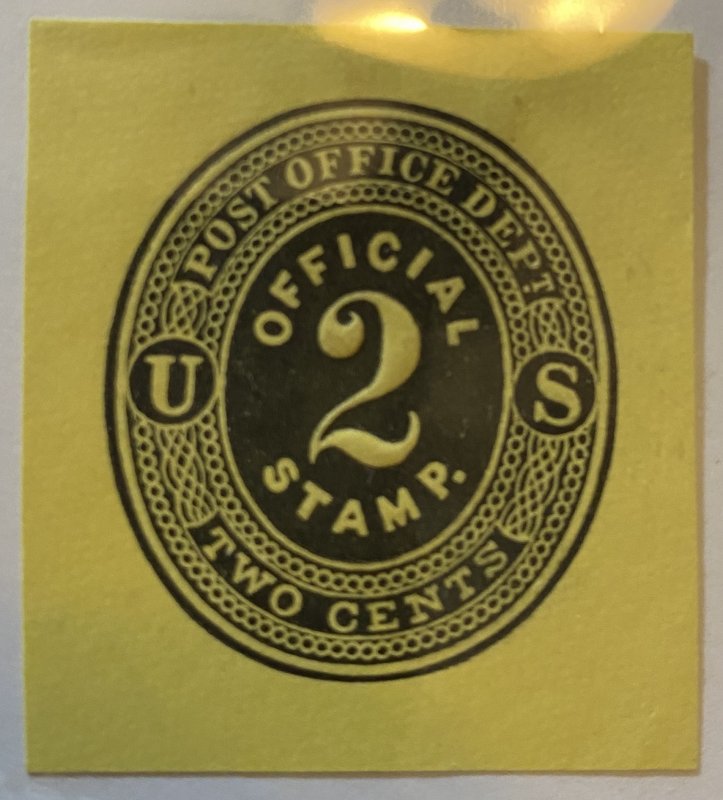 POST OFFICE DEPT.
OFFICIAL
U 2 S
STAMP.
TWO CENTS